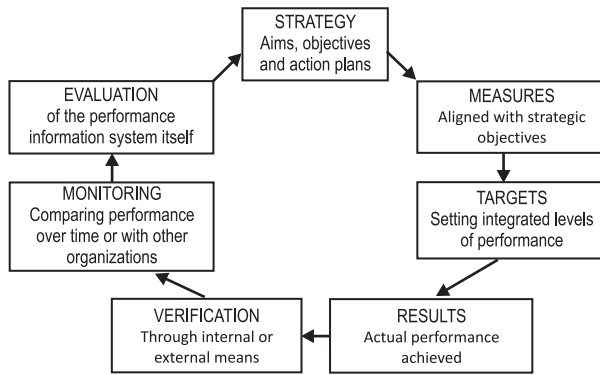 STRATEGY
Aims, objectives
and action plans
MEASURES
Aligned with strategic
objectives
TARGETS
Setting integrated levels
of performance
RESULTS
Actual performance
achieved
VERIFICATION
Through internal or
external means
MONITORING
Comparing performance
over time or with other
organizations
EVALUATION
of the performance
information system itself